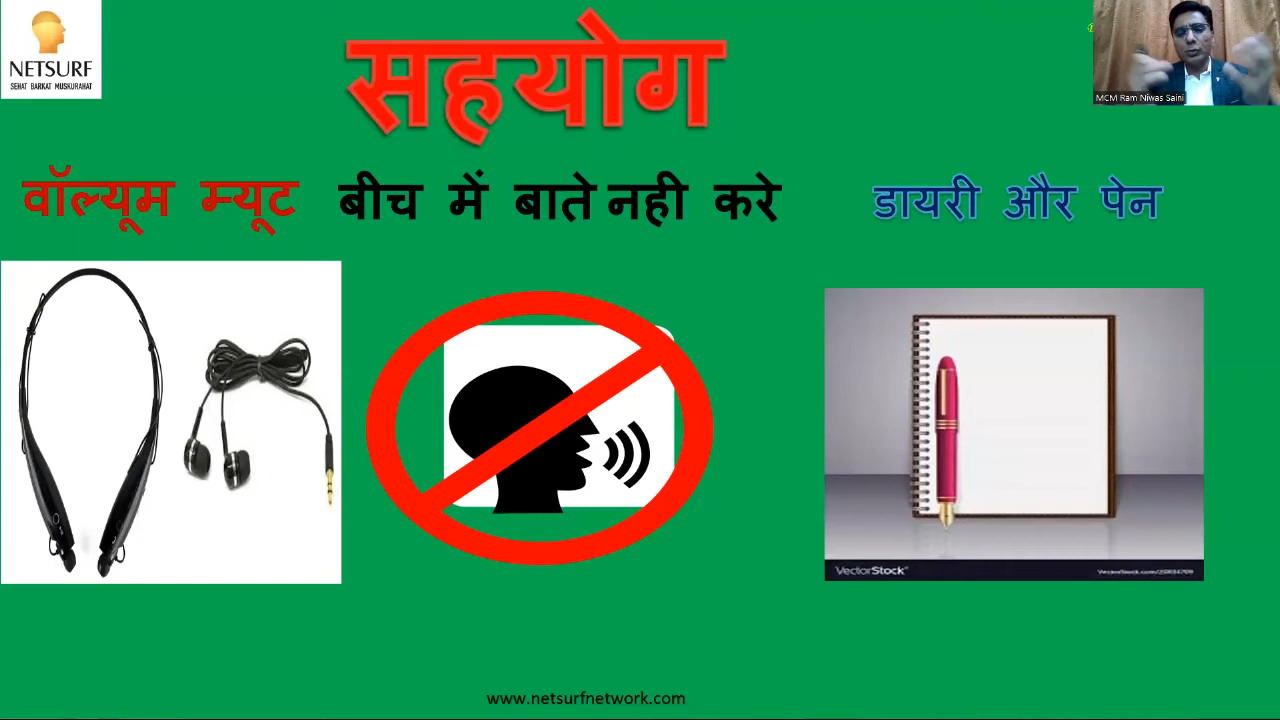 NETSURF
SEHAT BARKAT MUSKURAHAT
सहयोग
MCM Ram Niwas Saini
वॉल्यूम म्यूट
बीच में बाते नही करे
डायरी और पेन
VectorStock
www.netsurfnetwork.com